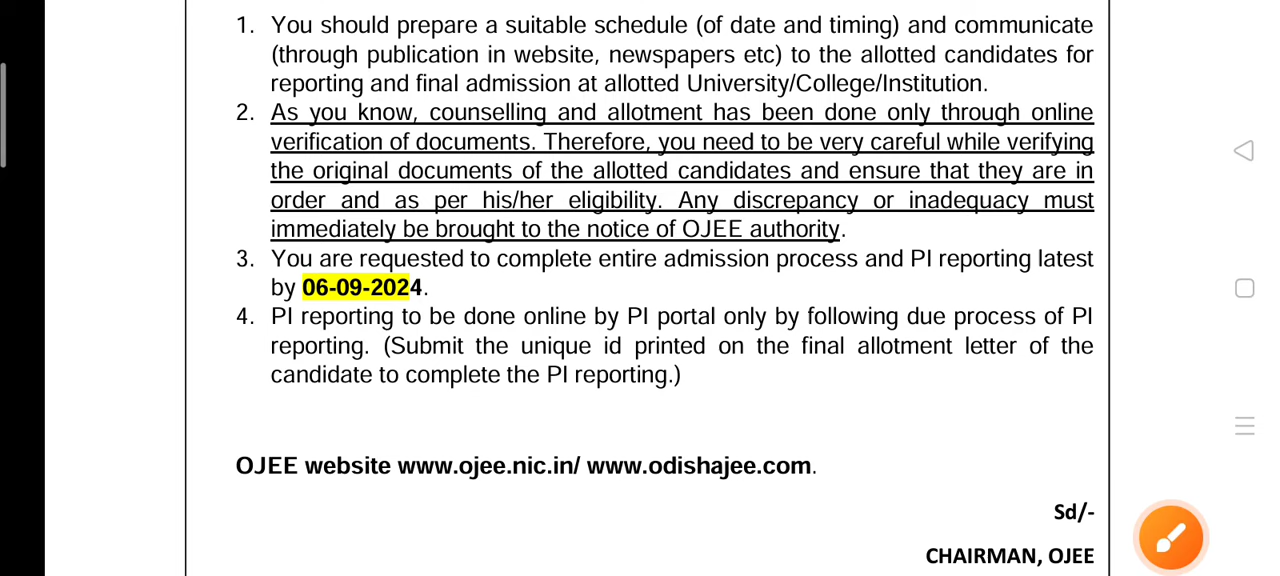 1. You should prepare a suitable schedule (of date and timing) and communicate
(through publication in website, newspapers etc) to the allotted candidates for
reporting and final admission at allotted University/College/Institution.
2. As you know, counselling and allotment has been done only through online
verification of documents. Therefore, you need to be very careful while verifying
the original documents of the allotted candidates and ensure that they are in
order and as per his/her eligibility. Any discrepancy or inadequacy must
immediately be brought to the notice of OJEE authority.
3. You are requested to complete entire admission process and PI reporting latest
by 06-09-2024.
4. PI reporting to be done online by PI portal only by following due process of PI
reporting. (Submit the unique id printed on the final allotment letter of the
candidate to complete the PI reporting.)
OJEE website www.ojee.nic.in/ www.odishajee.com.
Sd/-
CHAIRMAN, OJEE